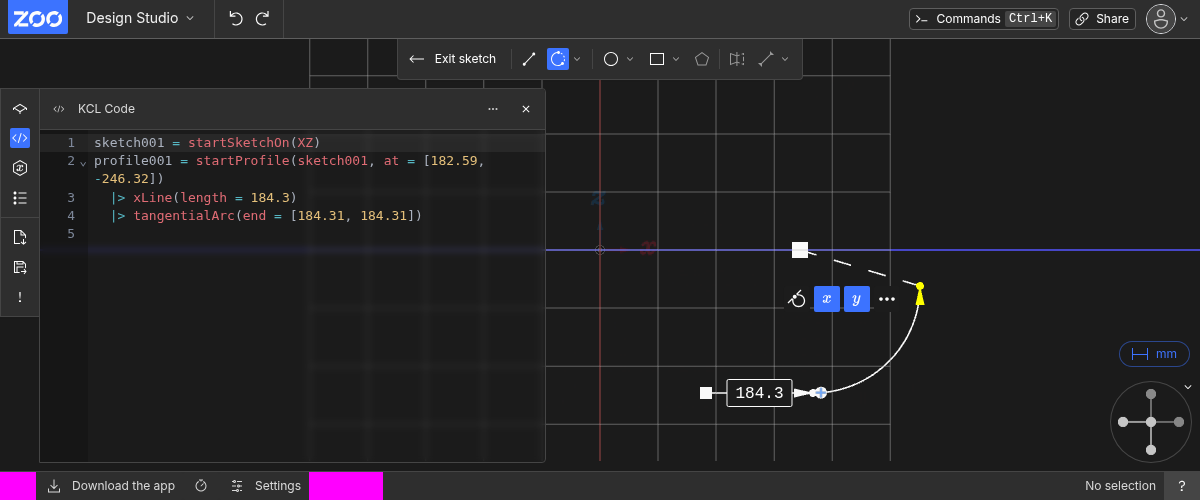 ZOO
Design Studio
Commands Ctrl+K
Share
Exit sketch
KCL Code
1 sketch001 = startSketchOn(XZ)
2 profile001 = startProfile(sketch001, at = [182.59,
-246.32])
3 |> xLine(length = 184.3)
4 |> tangentialArc(end = [184.31, 184.31])
5
z
x
x y
184.3
mm
Download the app
Settings
No selection
?